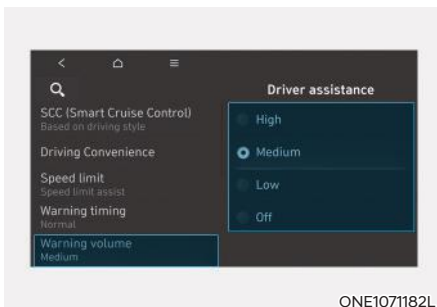 Driver assistance
SCC (Smart Cruise Control)
Based on driving style
Driving Convenience
Speed limit
Speed limit assist
Warning timing
Normal
Warning volume
Medium
High
Medium
Low
Off
ONE1071182L